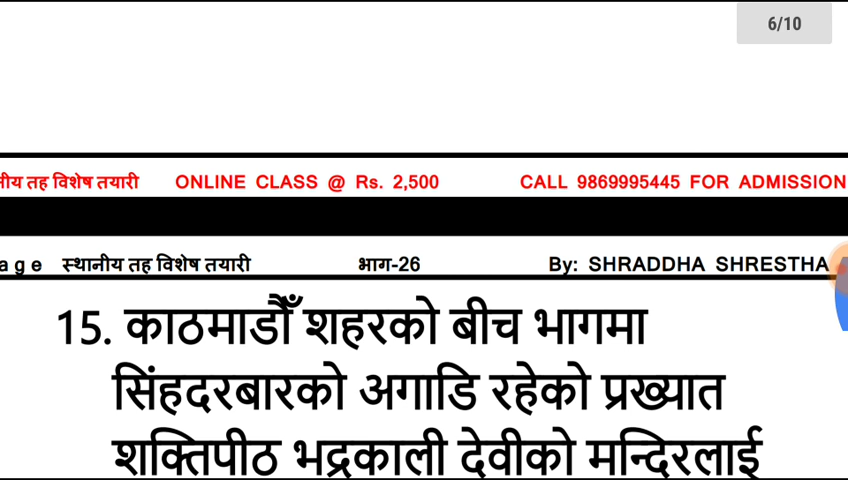 6/10
नीय तह विशेष तयारी ONLINE CLASS @ Rs. 2,500 CALL 9869995445 FOR ADMISSION
a g e स्थानीय तह विशेष तयारी भाग-26 By: SHRADDHA SHRESTHA
15. काठमाडौँ शहरको बीच भागमा
सिंहदरबारको अगाडि रहेको प्रख्यात
शक्तिपीठ भद्रकाली देवीको मन्दिरलाई